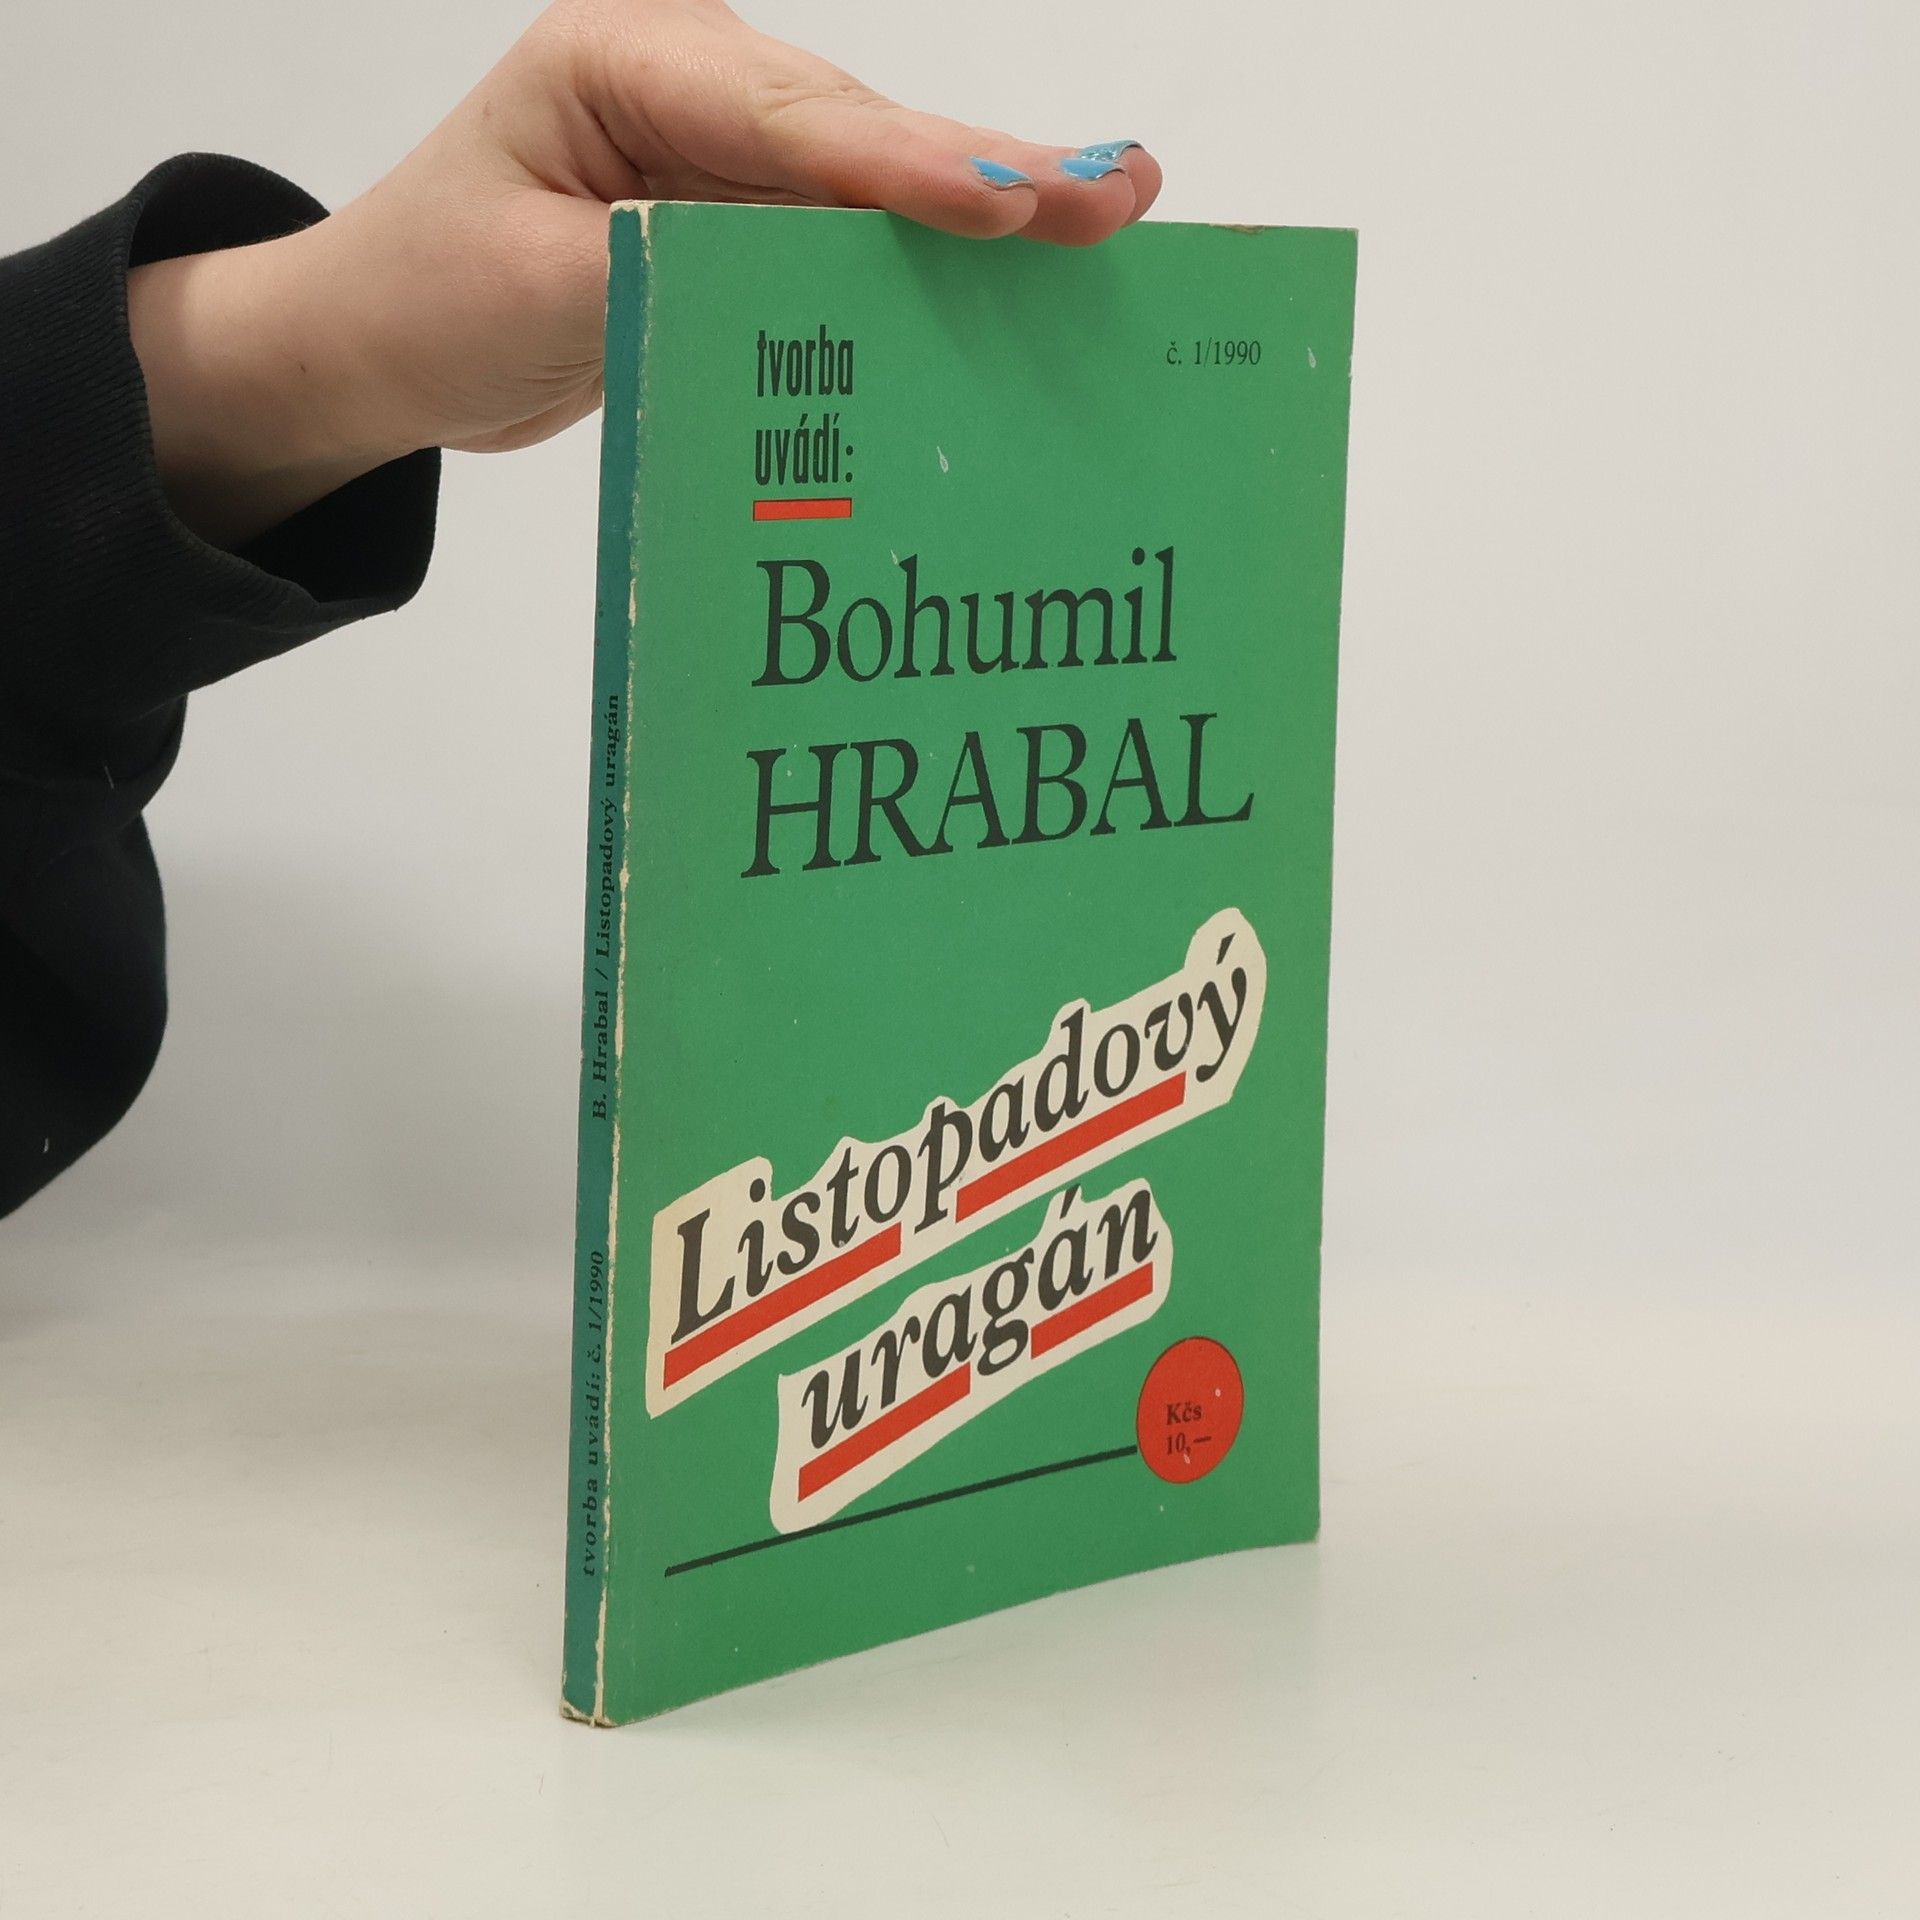 tvorba
uvádí:
č. 1/1990
Bohumil
HRABAL
Listopadový
uragán
Kčs
10,—
tvorba uvádí: č. 1/1990 B. Hrabal / Listopadový uragán